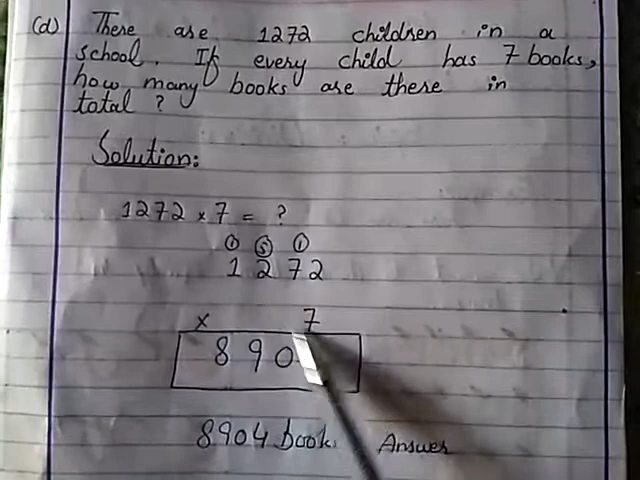 (d) There are 1272 children in a
school. If every child has 7 books,
how many books are there in
total ?
Solution:
1272 × 7 = ?
1 5 1
1 2 7 2
× 7
8 9 0
8904 book Answer